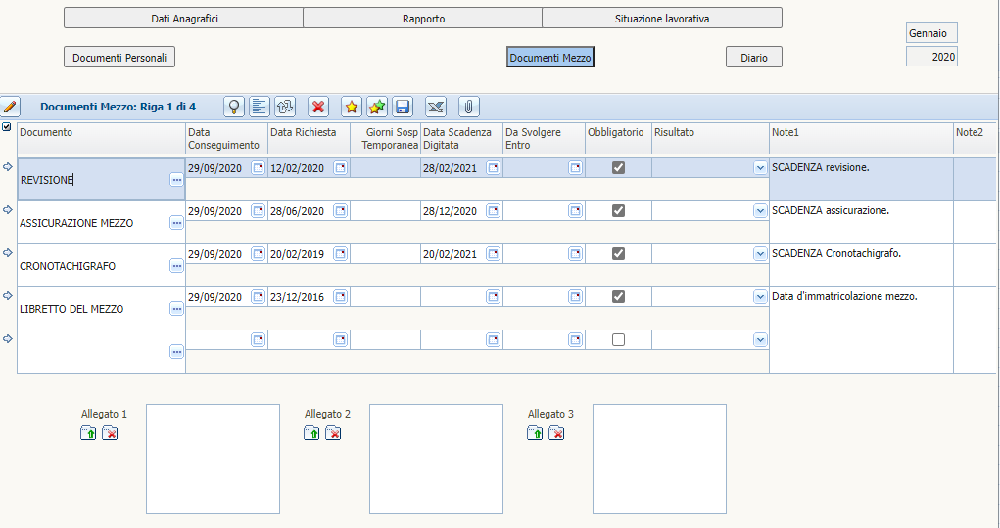 Dati Anagrafici Rapporto Situazione lavorativa
Gennaio
Documenti Personali Documenti Mezzo Diario 2020
Documenti Mezzo: Riga 1 di 4
Documento Data Conseguimento Data Richiesta Giorni Sosp Temporanea Data Scadenza Digitata Da Svolgere Entro Obbligatorio Risultato Note1 Note2
REVISIONE 29/09/2020 12/02/2020 28/02/2021 SCADENZA revisione.
ASSICURAZIONE MEZZO 29/09/2020 28/06/2020 28/12/2020 SCADENZA assicurazione.
CRONOTACHIGRAFO 29/09/2020 20/02/2019 20/02/2021 SCADENZA Cronotachigrafo.
LIBRETTO DEL MEZZO 29/09/2020 23/12/2016 Data d'immatricolazione mezzo.
Allegato 1 Allegato 2 Allegato 3